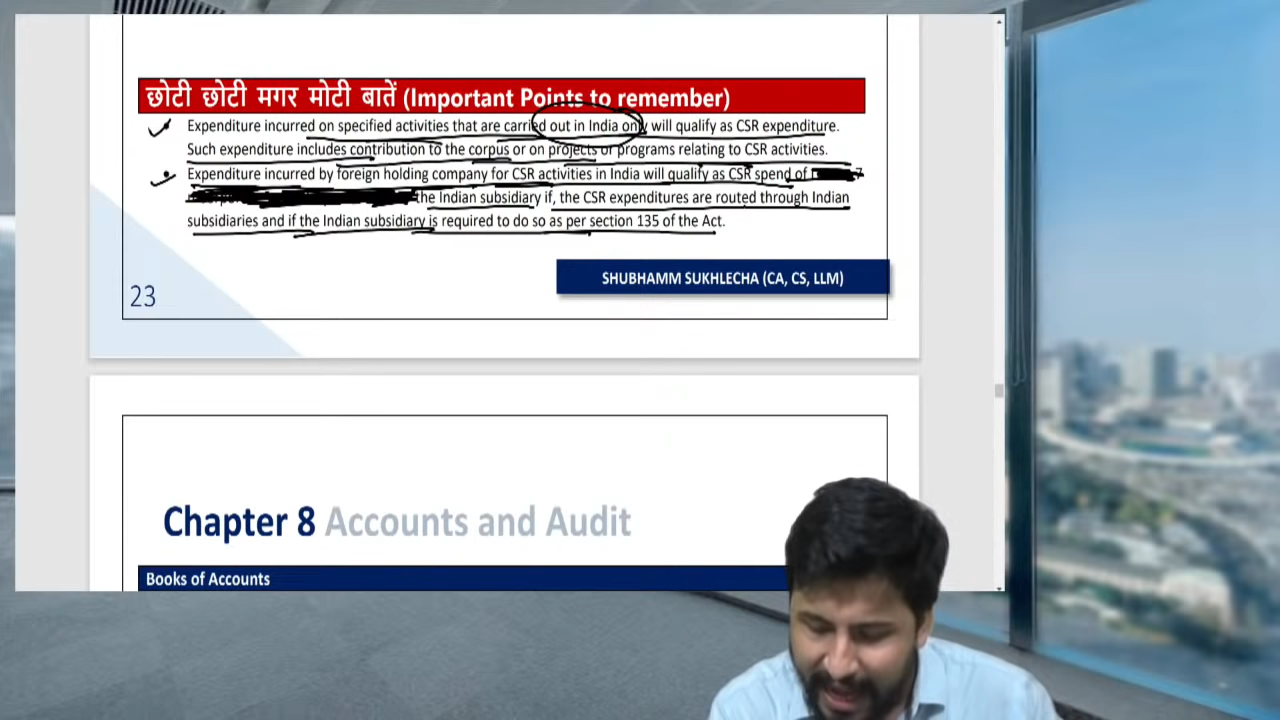 छोटी छोटी मगर मोटी बातें (Important Points to remember)
Expenditure incurred on specified activities that are carried out in India only will qualify as CSR expenditure.
Such expenditure includes contribution to the corpus or on projects or programs relating to CSR activities.
Expenditure incurred by foreign holding company for CSR activities in India will qualify as CSR spend of
the Indian subsidiary if, the CSR expenditures are routed through Indian
subsidiaries and if the Indian subsidiary is required to do so as per section 135 of the Act.
SHUBHAMM SUKHLECHA (CA, CS, LLM)
23
Chapter 8 Accounts and Audit
Books of Accounts